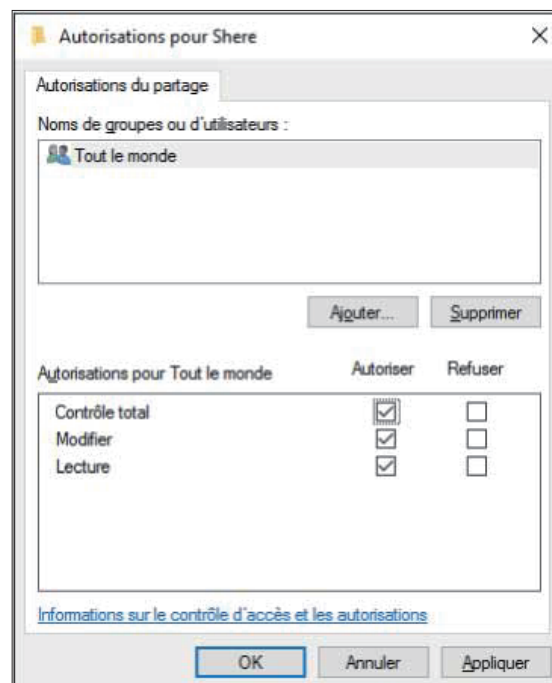 Autorisations pour Shere
Autorisations du partage
Noms de groupes ou d'utilisateurs :
Tout le monde
Ajouter...
Supprimer
Autorisations pour Tout le monde Autoriser Refuser
Contrôle total
Modifier
Lecture
Informations sur le contrôle d'accès et les autorisations
OK Annuler Appliquer